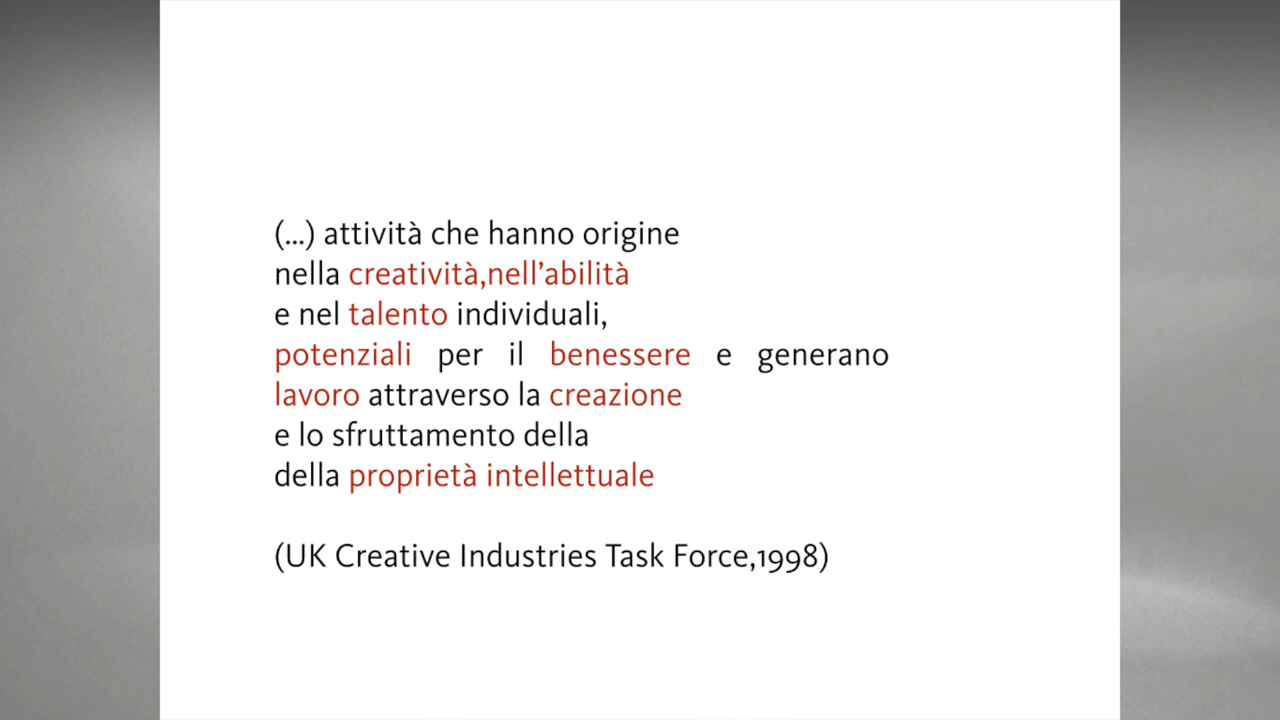 (...) attività che hanno origine
nella creatività,nell’abilità
e nel talento individuali,
potenziali per il benessere e generano
lavoro attraverso la creazione
e lo sfruttamento della
della proprietà intellettuale
(UK Creative Industries Task Force,1998)